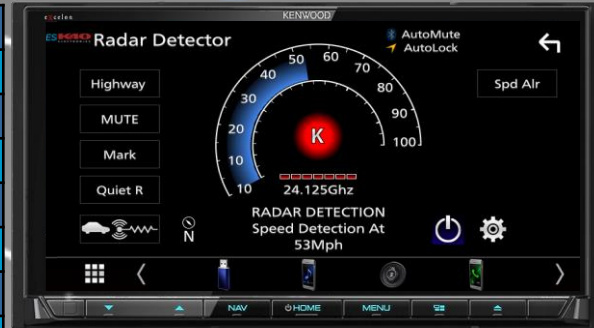 excelon
KENWOOD
ESCORT Radar Detector
AutoMute
AutoLock
Highway
MUTE
Mark
Quiet R
Spd Alr
10
10
20
30
40
50
60
70
80
90
100
K
24.125Ghz
RADAR DETECTION
Speed Detection At
53Mph
N
NAV
HOME
MENU